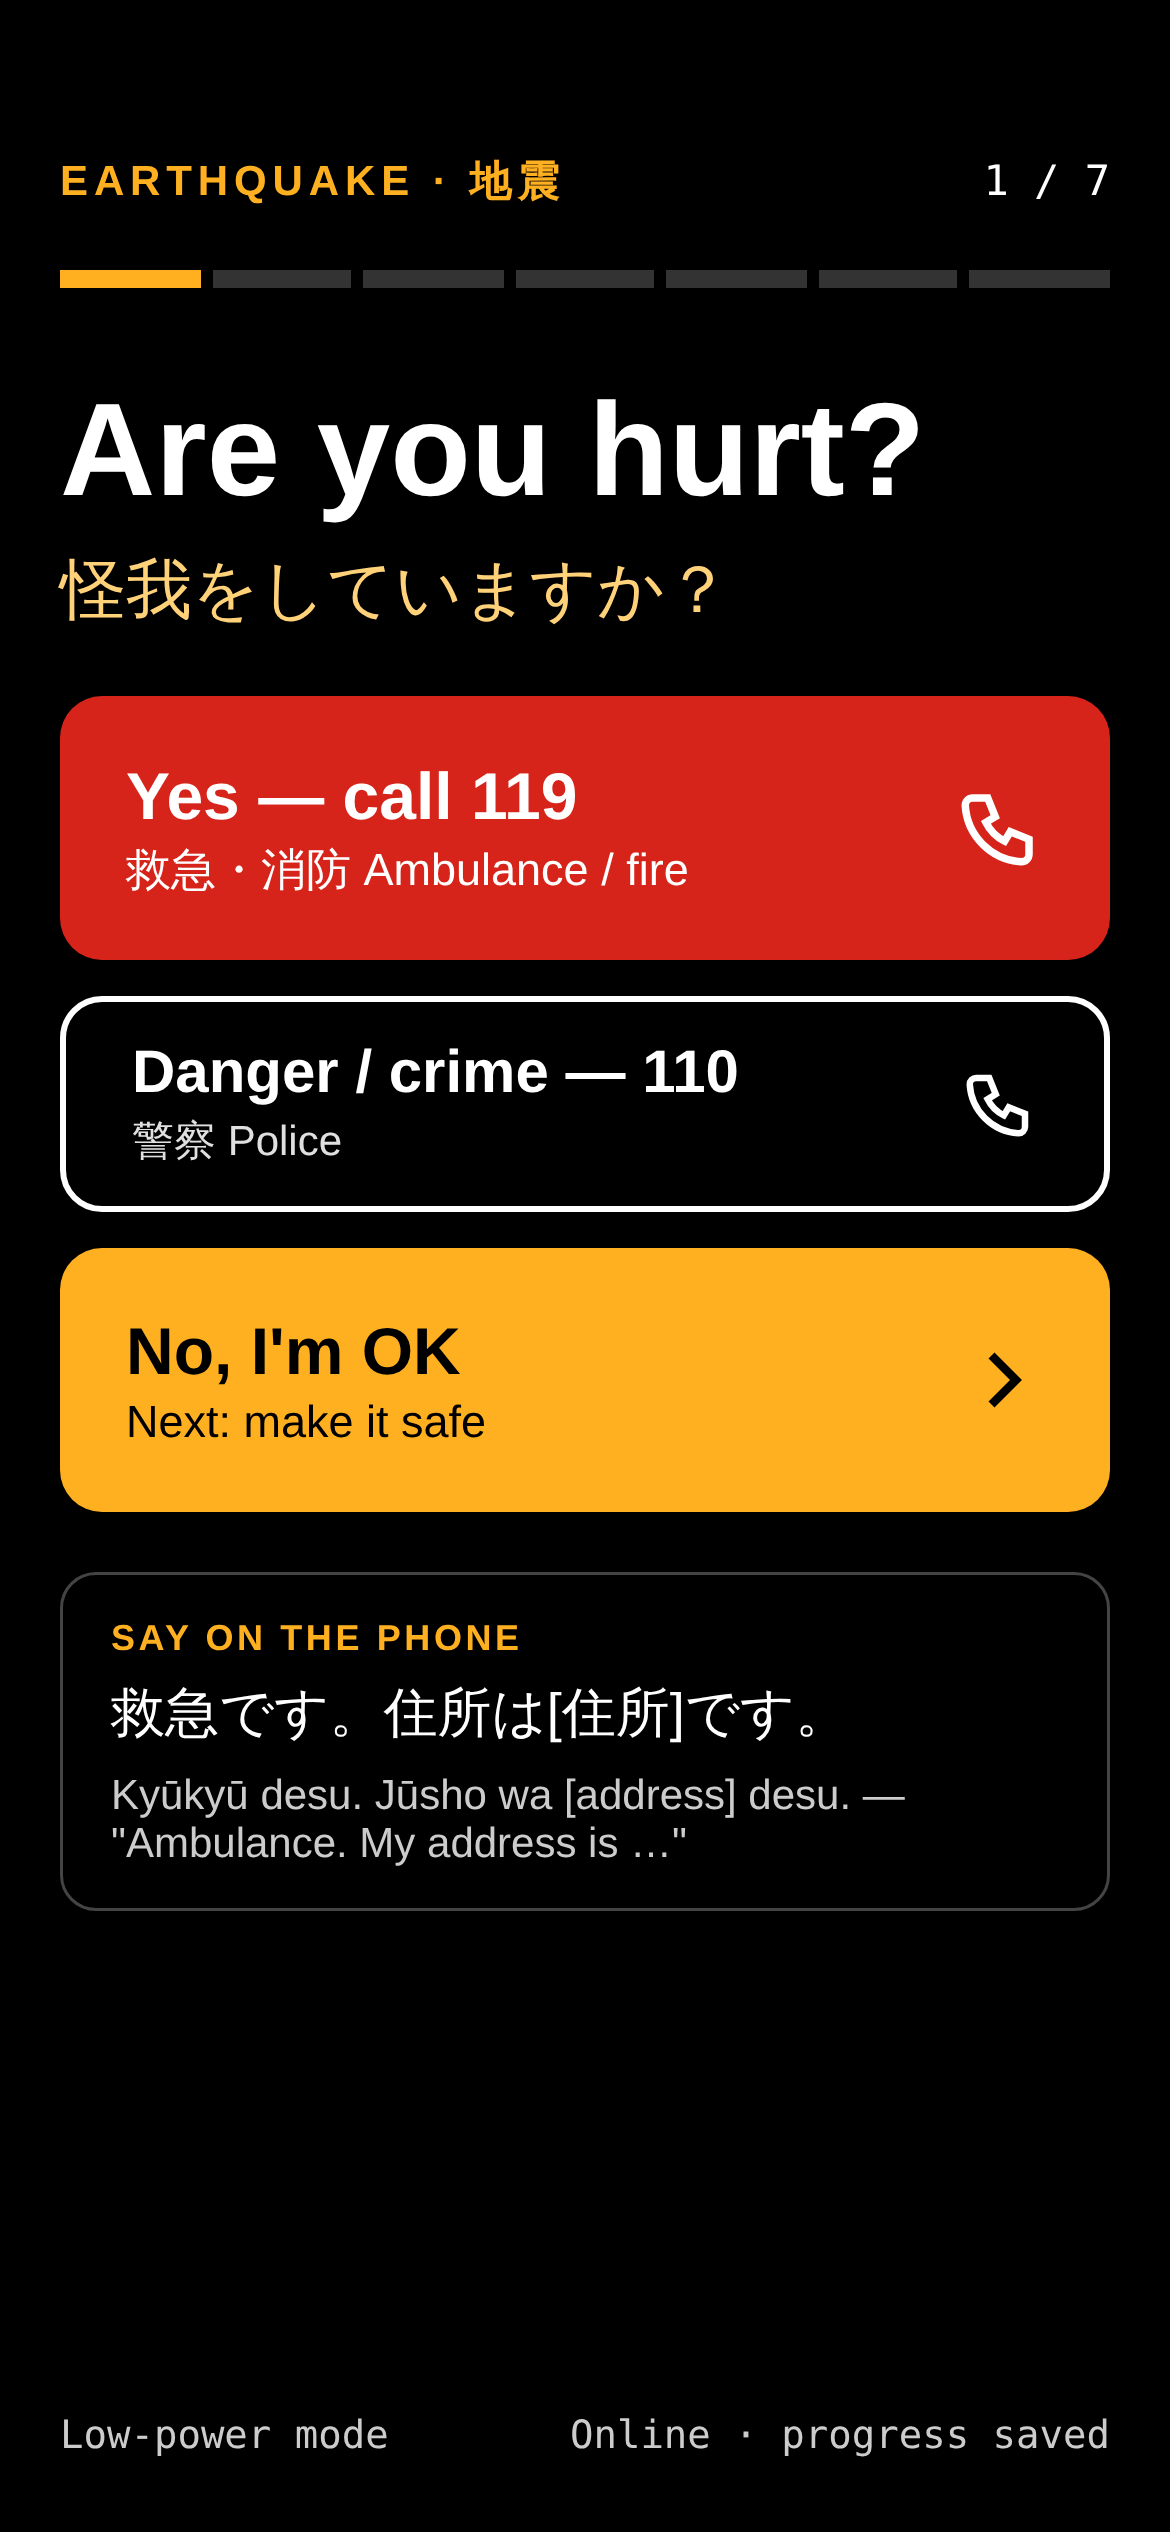 EARTHQUAKE · 地震
1 / 7
Are you hurt?
怪我をしていますか？
Yes — call 119
救急・消防 Ambulance / fire
Danger / crime — 110
警察 Police
No, I'm OK
Next: make it safe
SAY ON THE PHONE
救急です。住所は[住所]です。
Kyūkyū desu. Jūsho wa [address] desu. —
"Ambulance. My address is …"
Low-power mode
Online · progress saved